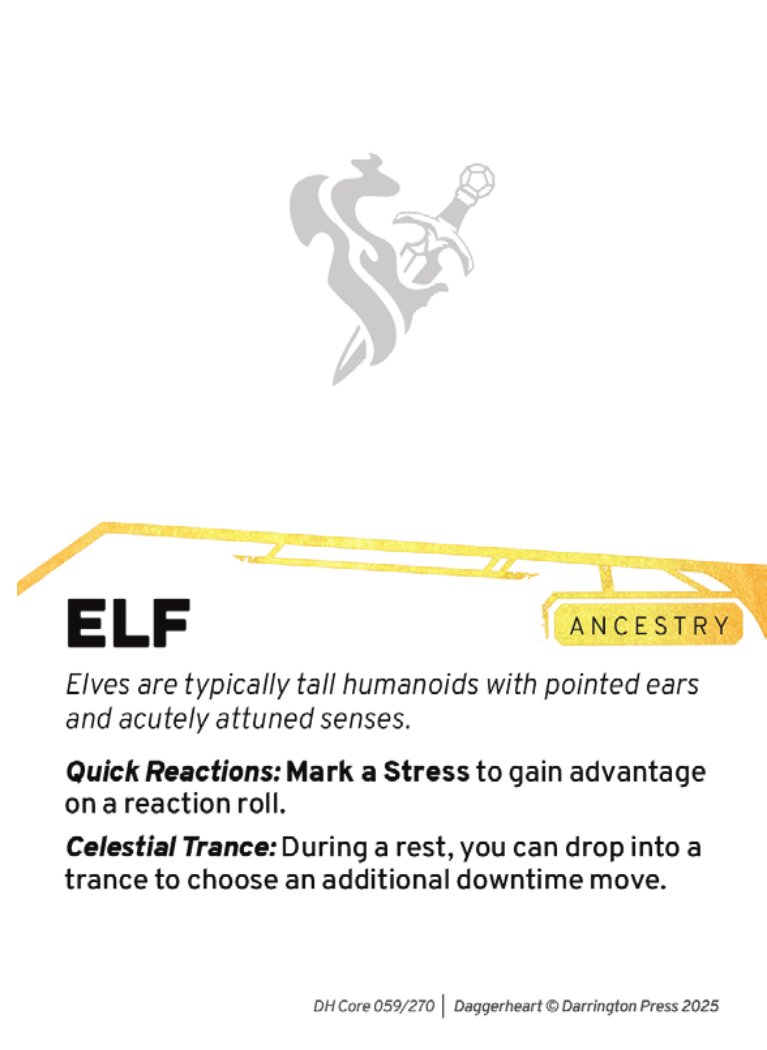 ELF
ANCESTRY
Elves are typically tall humanoids with pointed ears
and acutely attuned senses.
Quick Reactions: Mark a Stress to gain advantage
on a reaction roll.
Celestial Trance: During a rest, you can drop into a
trance to choose an additional downtime move.
DH Core 059/270 | Daggerheart © Darrington Press 2025